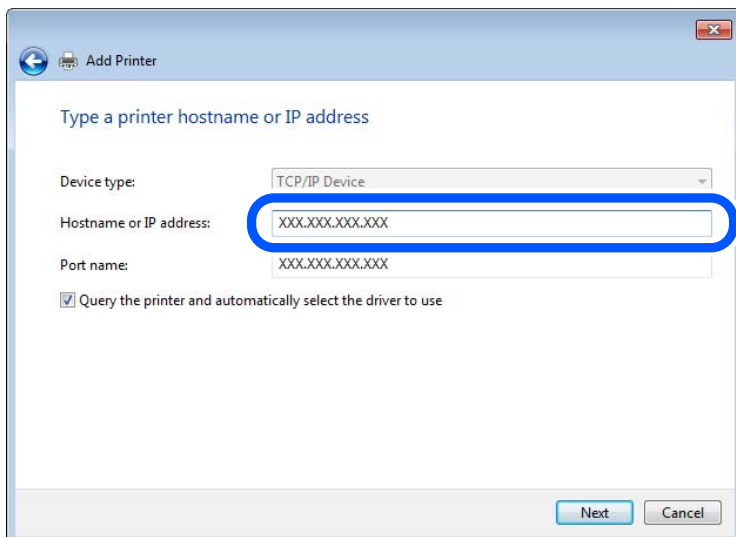 Add Printer
Type a printer hostname or IP address
Device type: TCP/IP Device
Hostname or IP address: XXX.XXX.XXX.XXX
Port name: XXX.XXX.XXX.XXX
Query the printer and automatically select the driver to use
Next Cancel